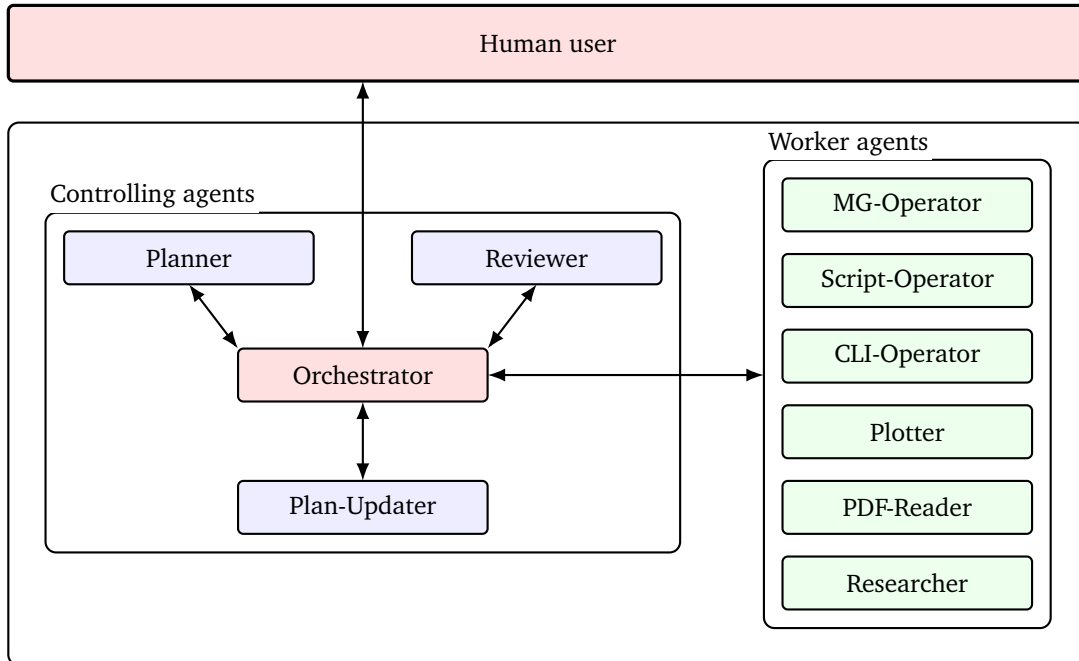 Human user
Worker agents
Controlling agents
MG-Operator
Planner
Reviewer
Script-Operator
CLI-Operator
Orchestrator
Plotter
Plan-Updater
PDF-Reader
Researcher